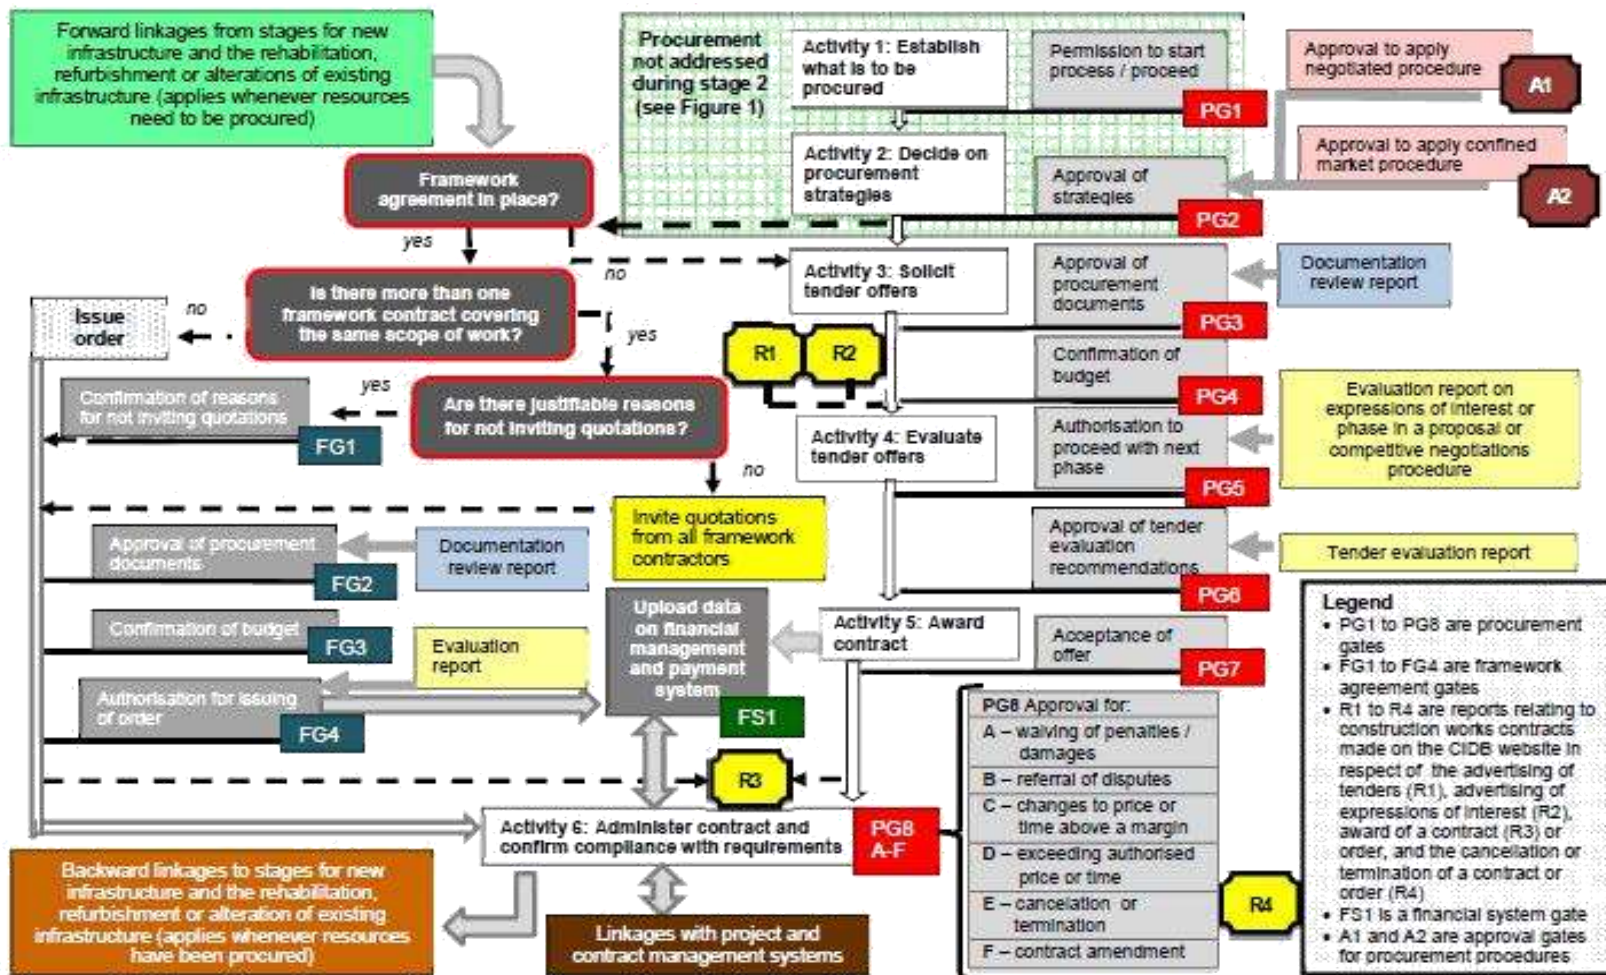 Forward linkages from stages for new
infrastructure and the rehabilitation,
refurbishment or alterations of existing
infrastructure (applies whenever resources
need to be procured)
Procurement
not addressed
during stage 2
(see Figure 1)
Activity 1: Establish
what is to be
procured
Permission to start
process / proceed
PG1
Approval to apply
negotiated procedure
A1
Activity 2: Decide on
procurement
strategies
Approval of
strategies
PG2
Approval to apply confined
market procedure
A2
Framework
agreement in place?
yes
no
Activity 3: Solicit
tender offers
Approval of
procurement
documents
PG3
Documentation
review report
Is there more than one
framework contract covering
the same scope of work?
no
Issue
order
yes
R1
R2
Confirmation of
budget
PG4
Are there justifiable reasons
for not inviting quotations?
yes
Confirmation of reasons
for not inviting quotations
FG1
no
Activity 4: Evaluate
tender offers
Authorisation to
proceed with next
phase
PG5
Evaluation report on
expressions of interest or
phase in a proposal or
competitive negotiations
procedure
Invite quotations
from all framework
contractors
Approval of procurement
documents
FG2
Documentation
review report
Approval of tender
evaluation
recommendations
PG6
Tender evaluation report
Confirmation of budget
FG3
Evaluation
report
Upload data
on financial
management
and payment
system
FS1
Activity 5: Award
contract
Acceptance of
offer
PG7
Authorisation for issuing
of order
FG4
R3
Activity 6: Administer contract and
confirm compliance with requirements
PG8
A-F
PG8 Approval for:
A – waiving of penalties /
damages
B – referral of disputes
C – changes to price or
time above a margin
D – exceeding authorised
price or time
E – cancelation or
termination
F – contract amendment
R4
Legend
• PG1 to PG8 are procurement
gates
• FG1 to FG4 are framework
agreement gates
• R1 to R4 are reports relating to
construction works contracts
made on the CIDB website in
respect of the advertising of
tenders (R1), advertising of
expressions of interest (R2),
award of a contract (R3) or
order, and the cancellation or
termination of a contract or
order (R4)
• FS1 is a financial system gate
• A1 and A2 are approval gates
for procurement procedures
Backward linkages to stages for new
infrastructure and the rehabilitation,
refurbishment or alteration of existing
infrastructure (applies whenever resources
have been procured)
Linkages with project and
contract management systems